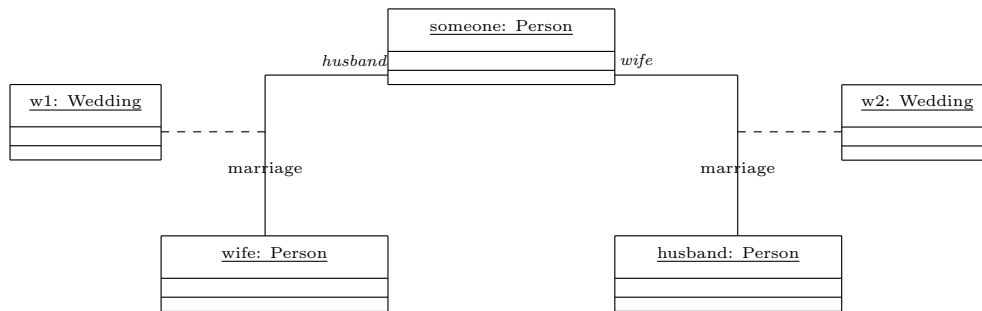 someone: Person
husband
wife
w1: Wedding
w2: Wedding
marriage
marriage
wife: Person
husband: Person